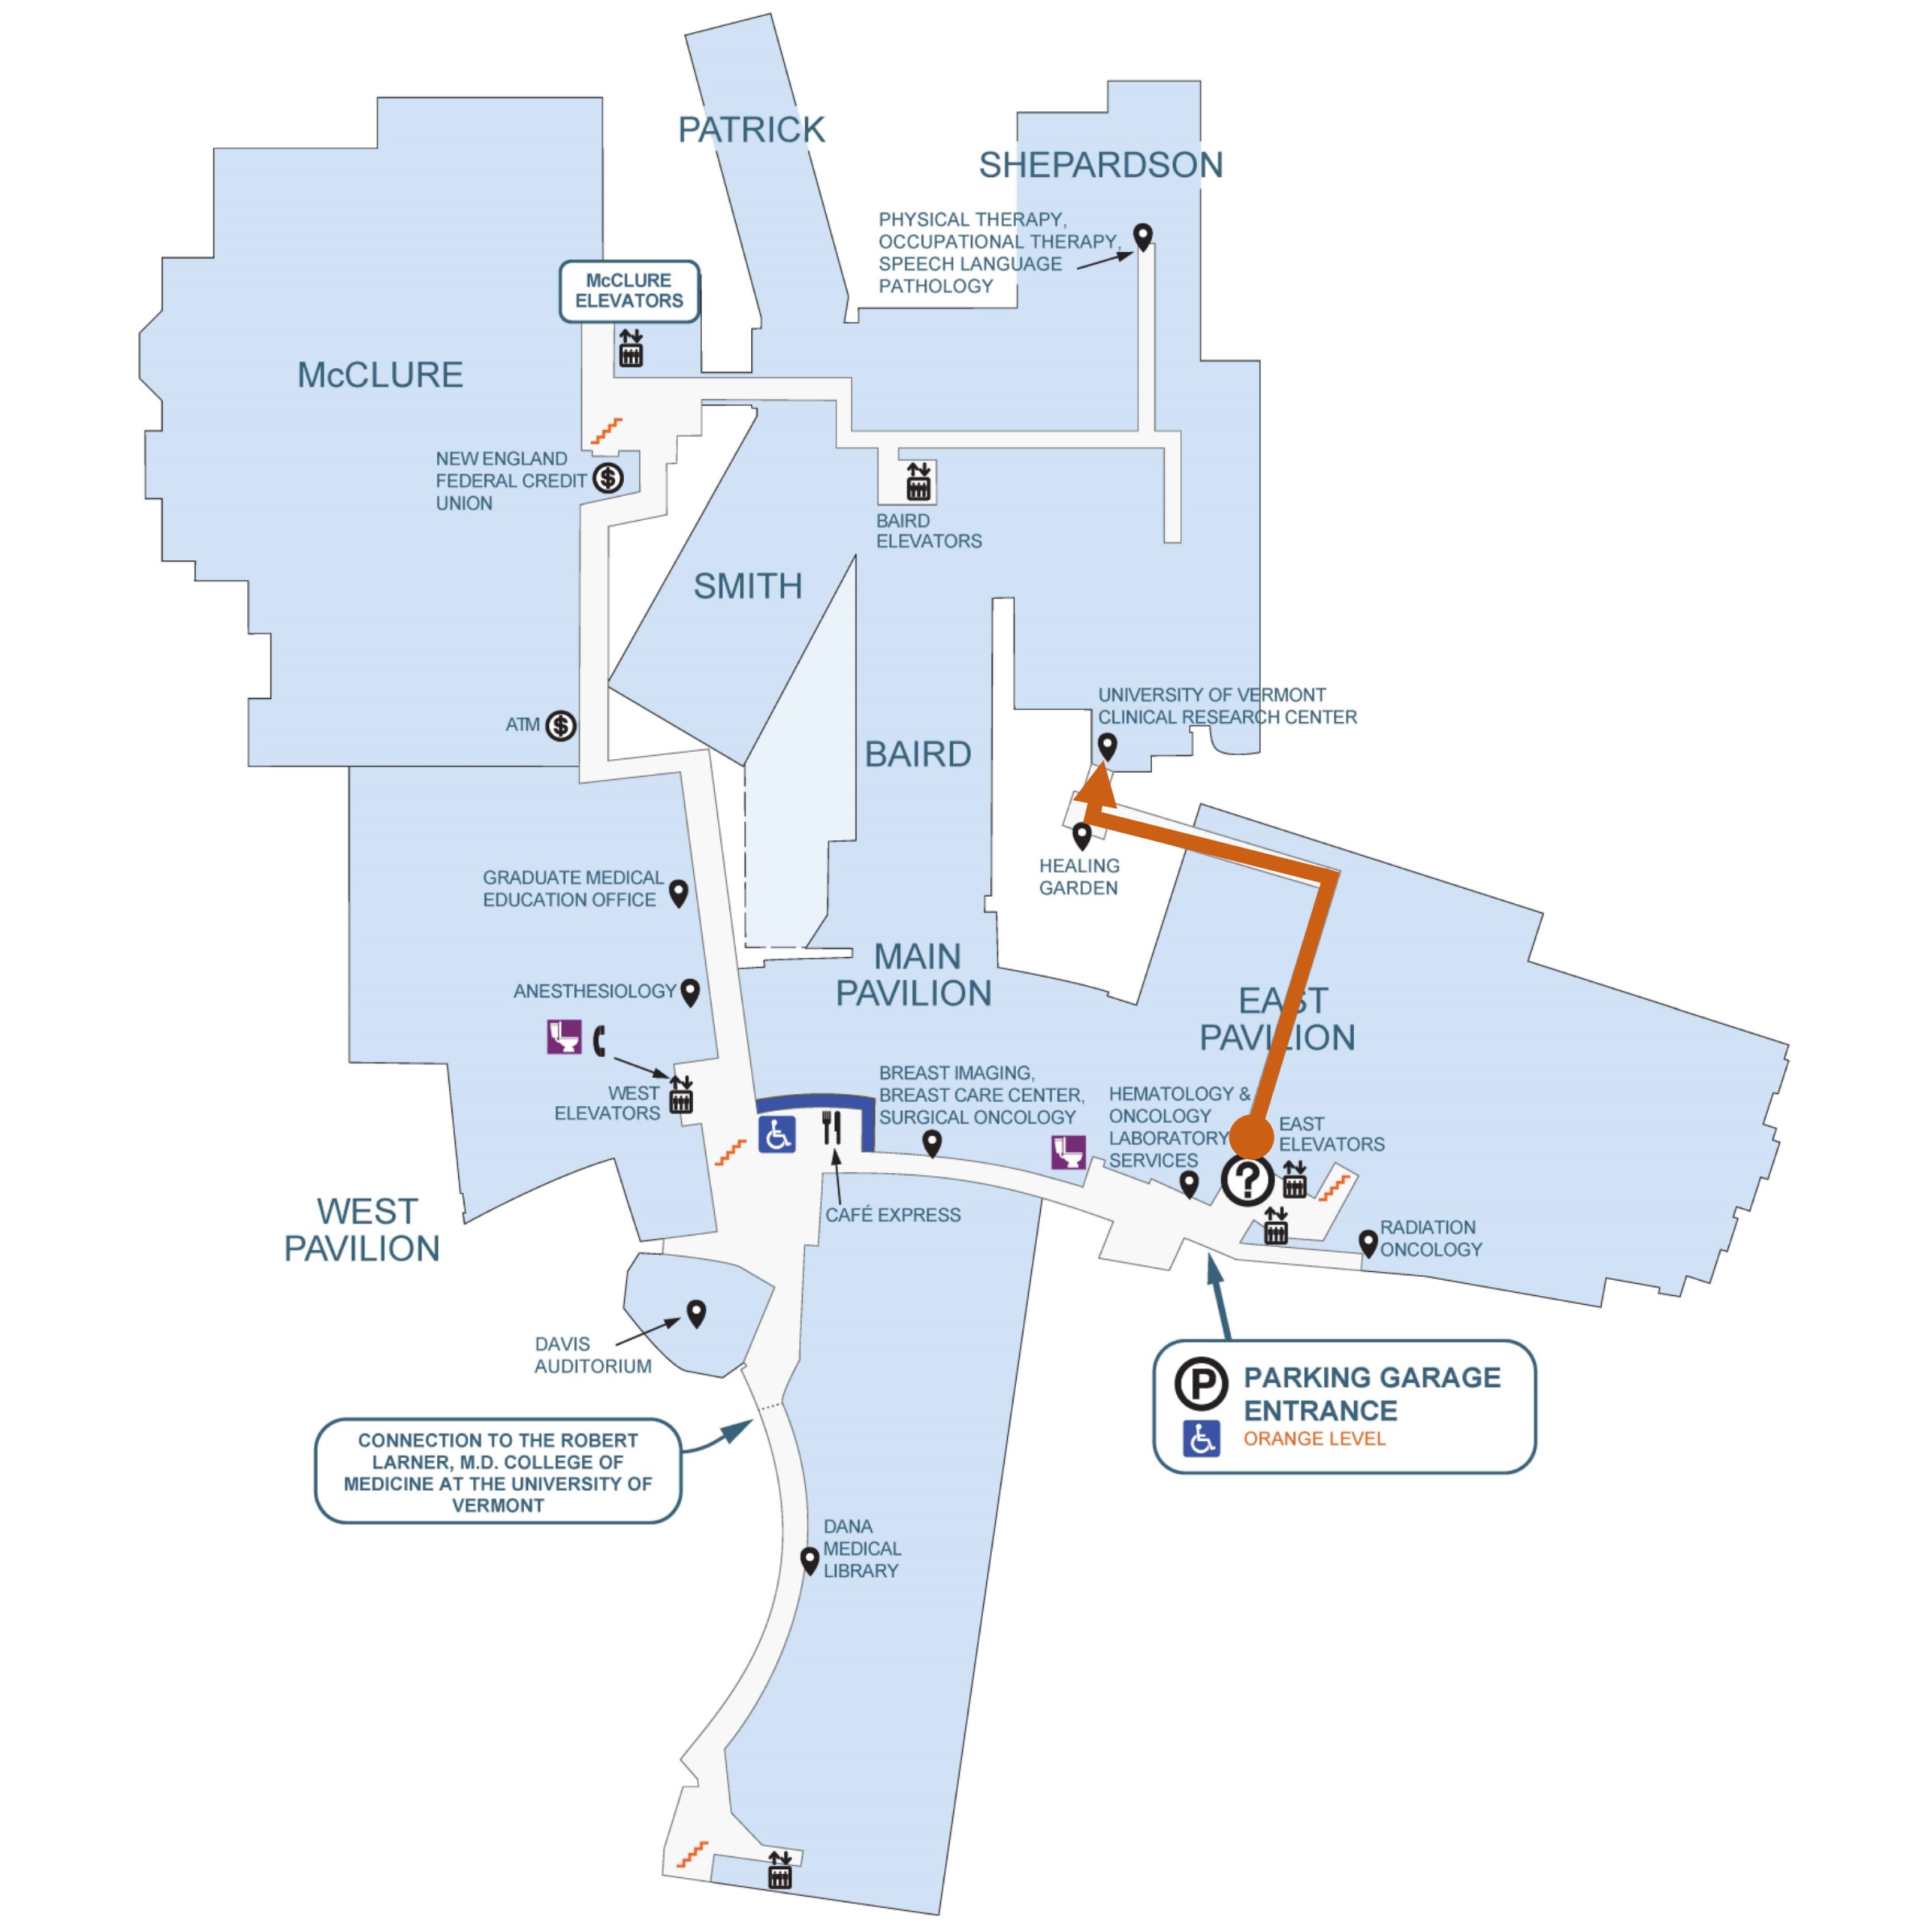 PATRICK
SHEPARDSON
PHYSICAL THERAPY,
OCCUPATIONAL THERAPY,
SPEECH LANGUAGE
PATHOLOGY
McCLURE
ELEVATORS
McCLURE
NEW ENGLAND
FEDERAL CREDIT
UNION
$
BAIRD
ELEVATORS
SMITH
UNIVERSITY OF VERMONT
CLINICAL RESEARCH CENTER
ATM $
BAIRD
HEALING
GARDEN
GRADUATE MEDICAL
EDUCATION OFFICE
MAIN
PAVILION
ANESTHESIOLOGY
EAST
PAVILION
WEST
ELEVATORS
BREAST IMAGING,
BREAST CARE CENTER,
SURGICAL ONCOLOGY
HEMATOLOGY &
ONCOLOGY
LABORATORY
SERVICES
EAST
ELEVATORS
?
CAFÉ EXPRESS
RADIATION
ONCOLOGY
WEST
PAVILION
DAVIS
AUDITORIUM
P
PARKING GARAGE
ENTRANCE
ORANGE LEVEL
CONNECTION TO THE ROBERT
LARNER, M.D. COLLEGE OF
MEDICINE AT THE UNIVERSITY OF
VERMONT
DANA
MEDICAL
LIBRARY